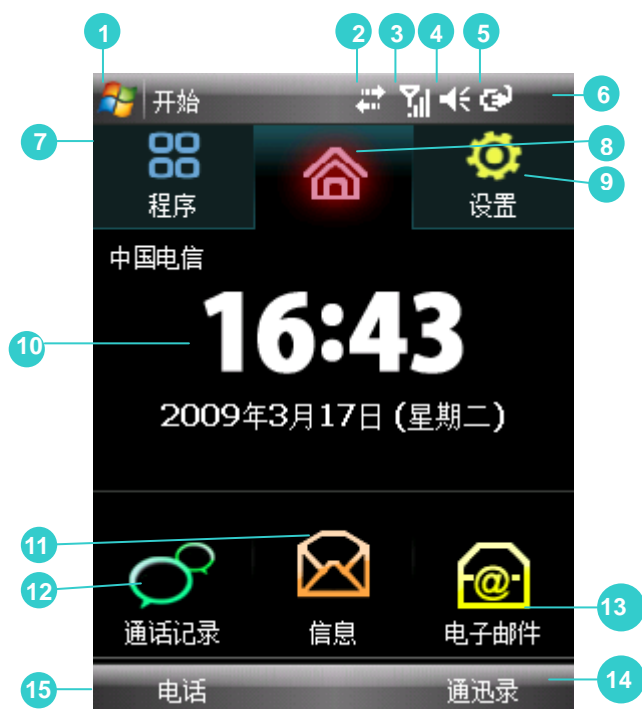 1 2 3 4 5
开始 6
7 8
程序 设置 9
中国电信
16:43
10
2009年3月17日 (星期二)
11
12 13
通话记录 信息 电子邮件
15 电话 通迅录 14